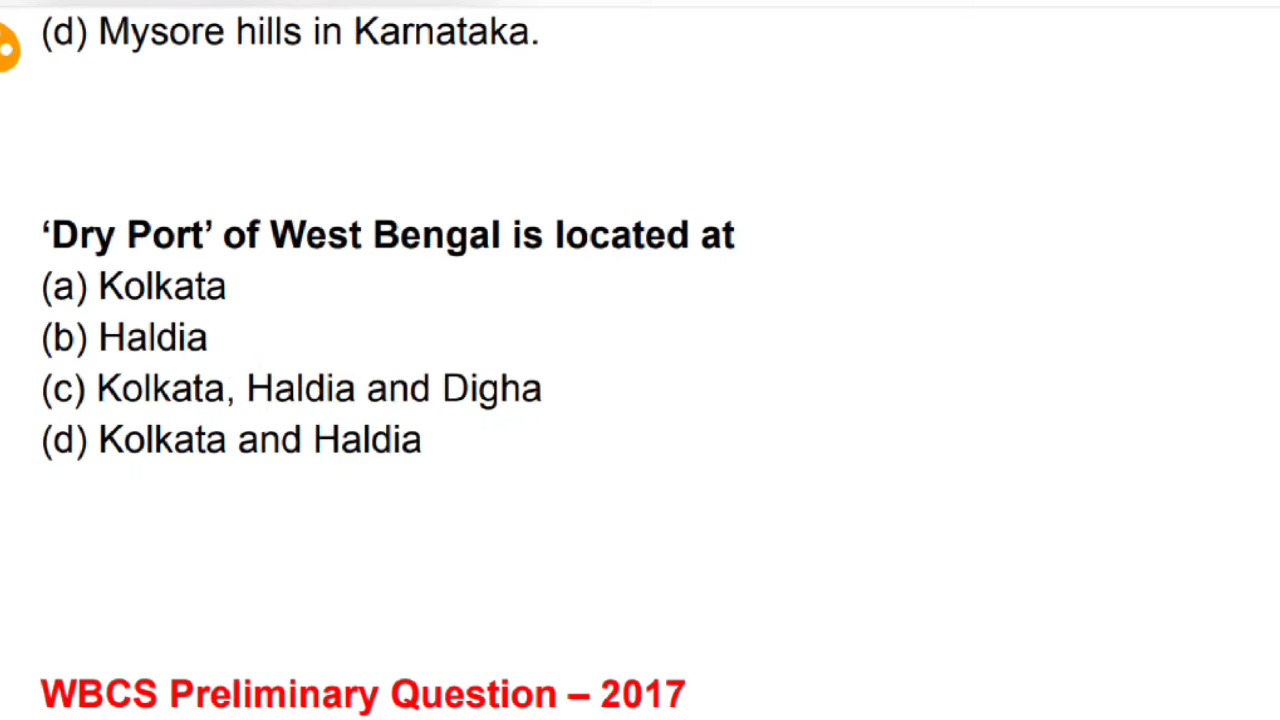 (d) Mysore hills in Karnataka.
‘Dry Port’ of West Bengal is located at
(a) Kolkata
(b) Haldia
(c) Kolkata, Haldia and Digha
(d) Kolkata and Haldia
WBCS Preliminary Question – 2017